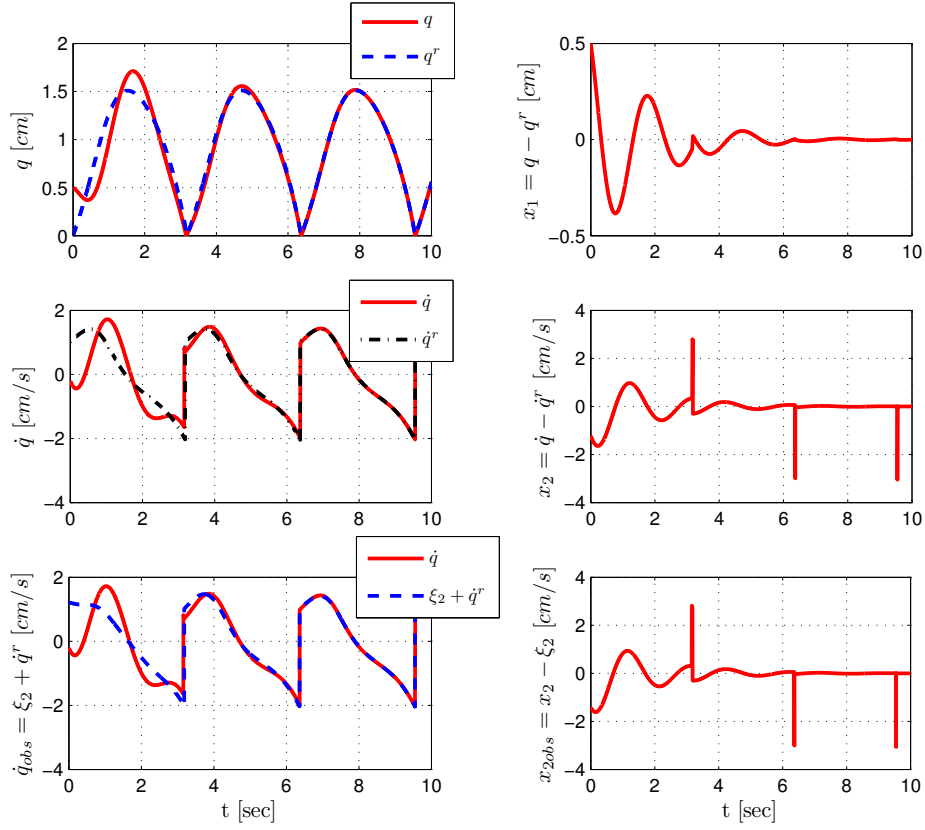 q
q^r
2
1.5
1
0.5
0
0 2 4 6 8 10
q [cm]
0.5
0
−0.5
0 2 4 6 8 10
x_1 = q − q^r [cm]
q̇
q̇^r
2
0
−2
−4
0 2 4 6 8 10
q̇ [cm/s]
4
2
0
−2
−4
0 2 4 6 8 10
x_2 = q̇ − q̇^r [cm/s]
q̇
ξ_2 + q̇^r
2
0
−2
−4
0 2 4 6 8 10
q̇_{obs} = ξ_2 + q̇^r [cm/s]
t [sec]
4
2
0
−2
−4
0 2 4 6 8 10
x_{2obs} = x_2 − ξ_2 [cm/s]
t [sec]